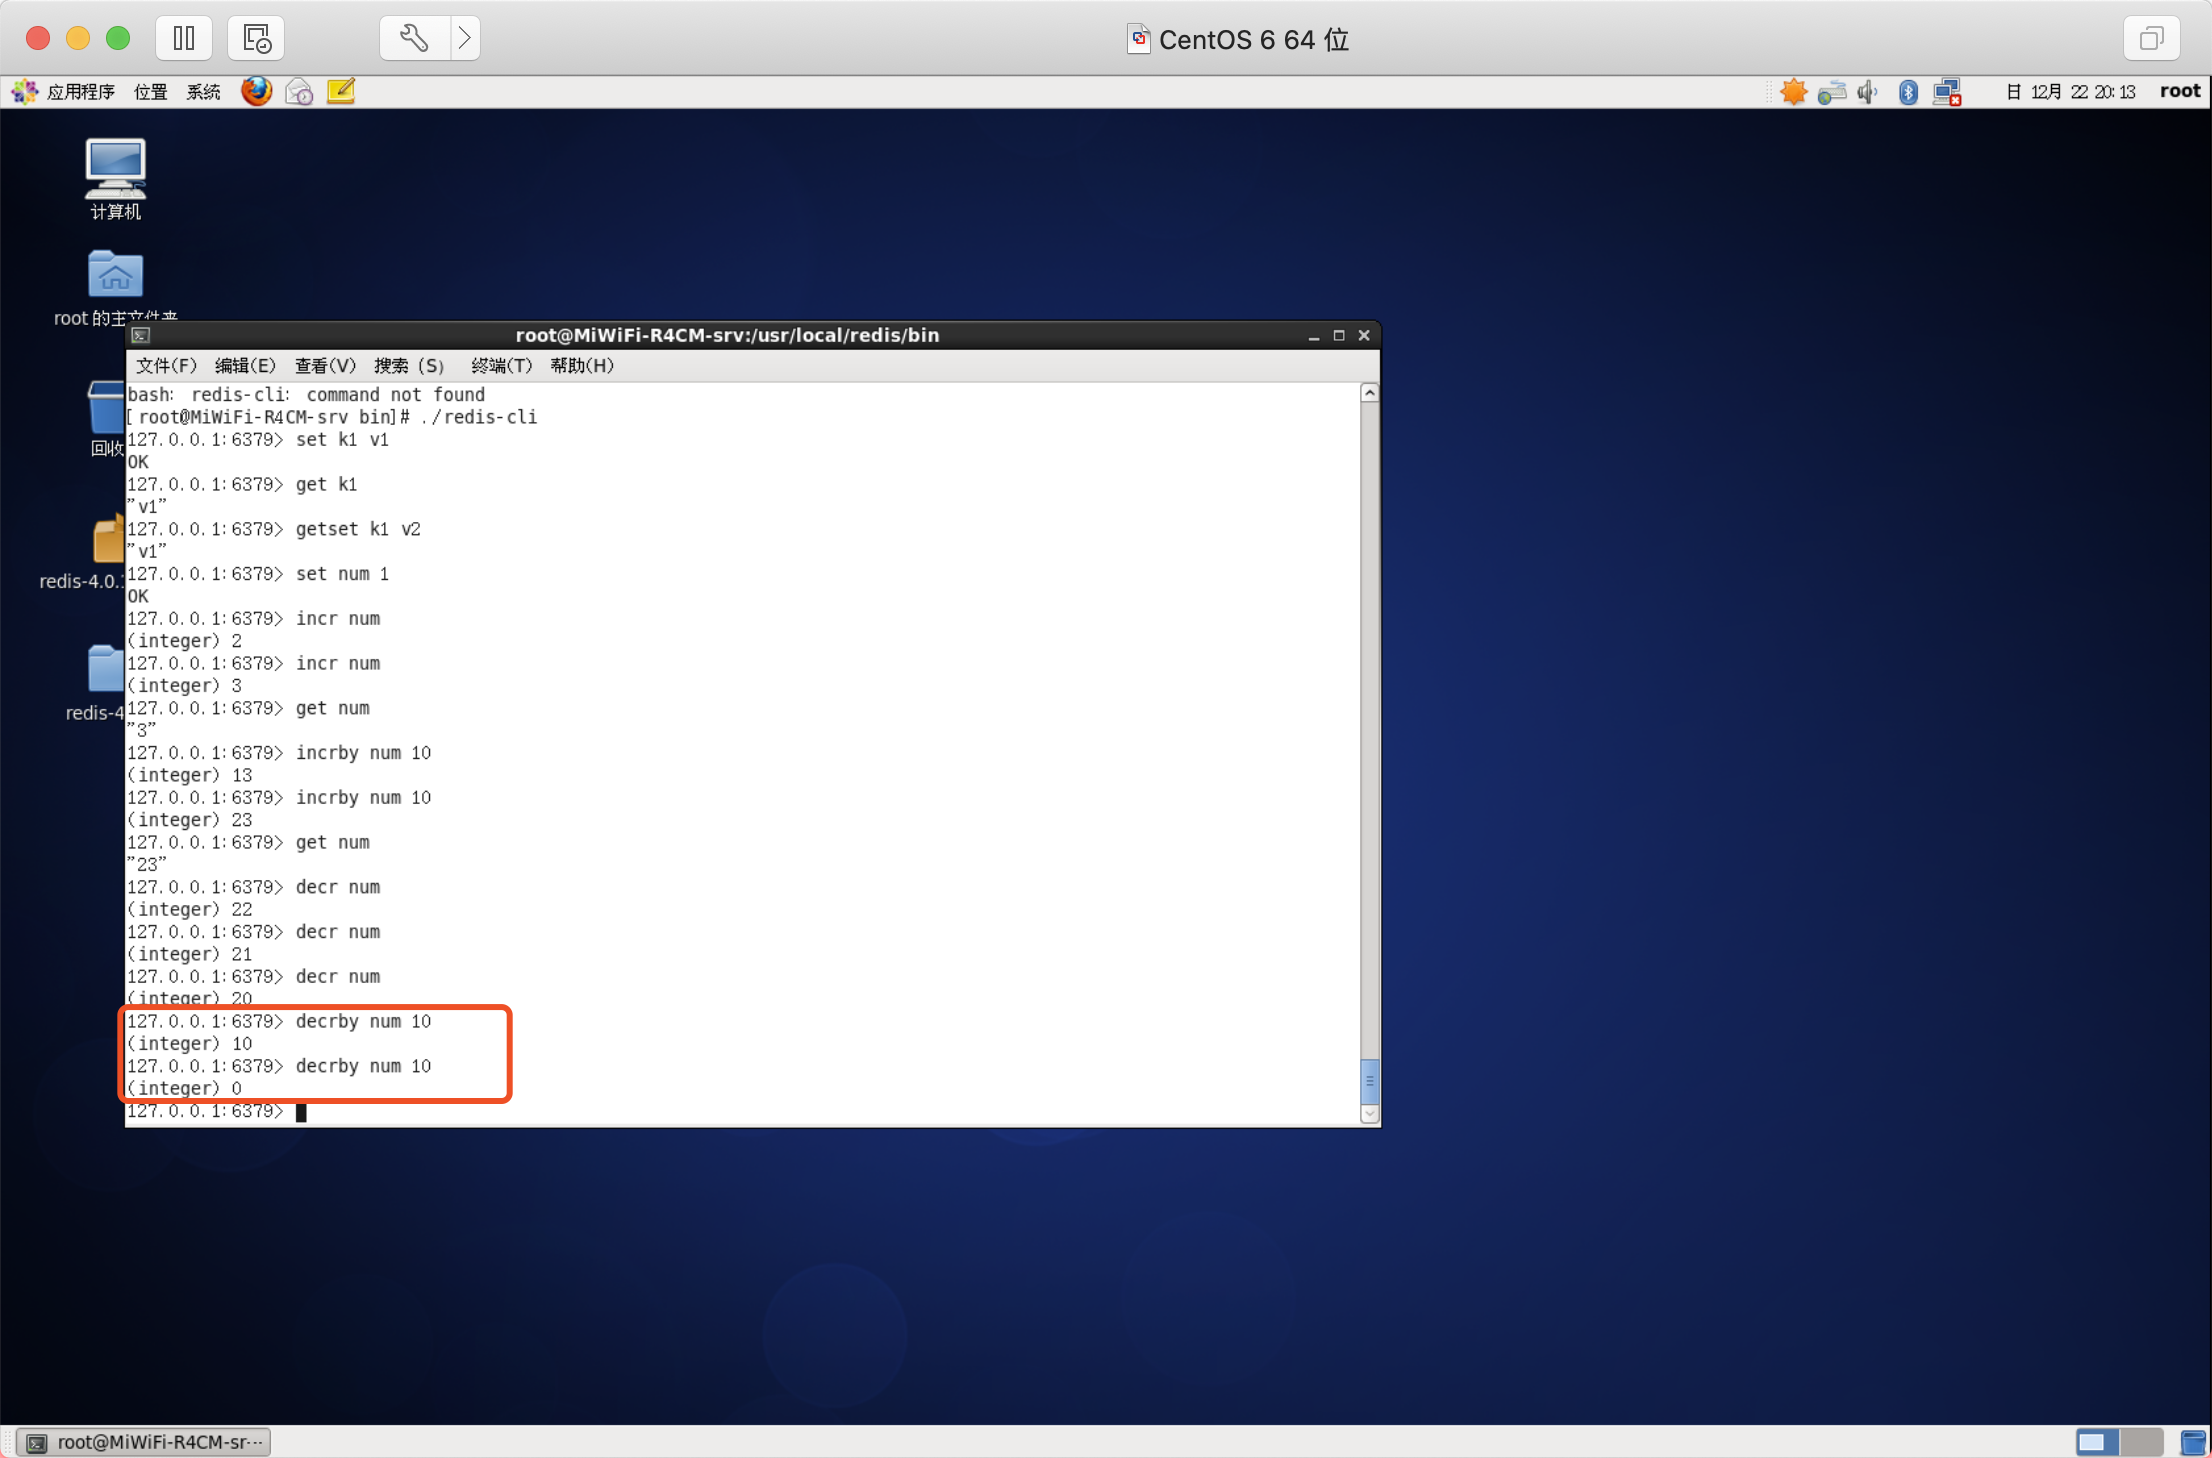 CentOS 6 64 位
应用程序 位置 系统
日 12月 22 20:13 root
计算机
root 的主文件夹
回收
redis-4.0.
redis-4
root@MiWiFi-R4CM-srv:/usr/local/redis/bin
文件(F) 编辑(E) 查看(V) 搜索 (S) 终端(T) 帮助(H)
bash: redis-cli: command not found
[root@MiWiFi-R4CM-srv bin]# ./redis-cli
127.0.0.1:6379> set k1 v1
OK
127.0.0.1:6379> get k1
"v1"
127.0.0.1:6379> getset k1 v2
"v1"
127.0.0.1:6379> set num 1
OK
127.0.0.1:6379> incr num
(integer) 2
127.0.0.1:6379> incr num
(integer) 3
127.0.0.1:6379> get num
"3"
127.0.0.1:6379> incrby num 10
(integer) 13
127.0.0.1:6379> incrby num 10
(integer) 23
127.0.0.1:6379> get num
"23"
127.0.0.1:6379> decr num
(integer) 22
127.0.0.1:6379> decr num
(integer) 21
127.0.0.1:6379> decr num
(integer) 20
127.0.0.1:6379> decrby num 10
(integer) 10
127.0.0.1:6379> decrby num 10
(integer) 0
127.0.0.1:6379>
root@MiWiFi-R4CM-sr···